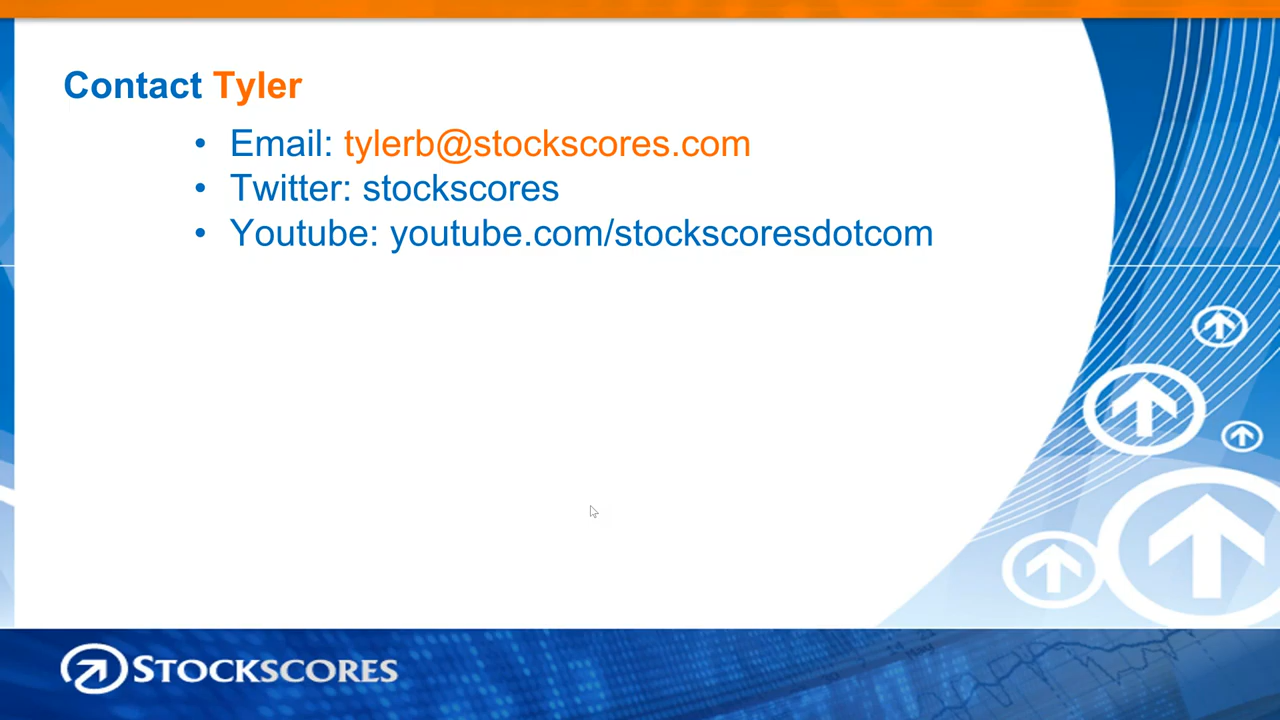 Contact Tyler
• Email: tylerb@stockscores.com
• Twitter: stockscores
• Youtube: youtube.com/stockscoresdotcom
STOCKSCORES